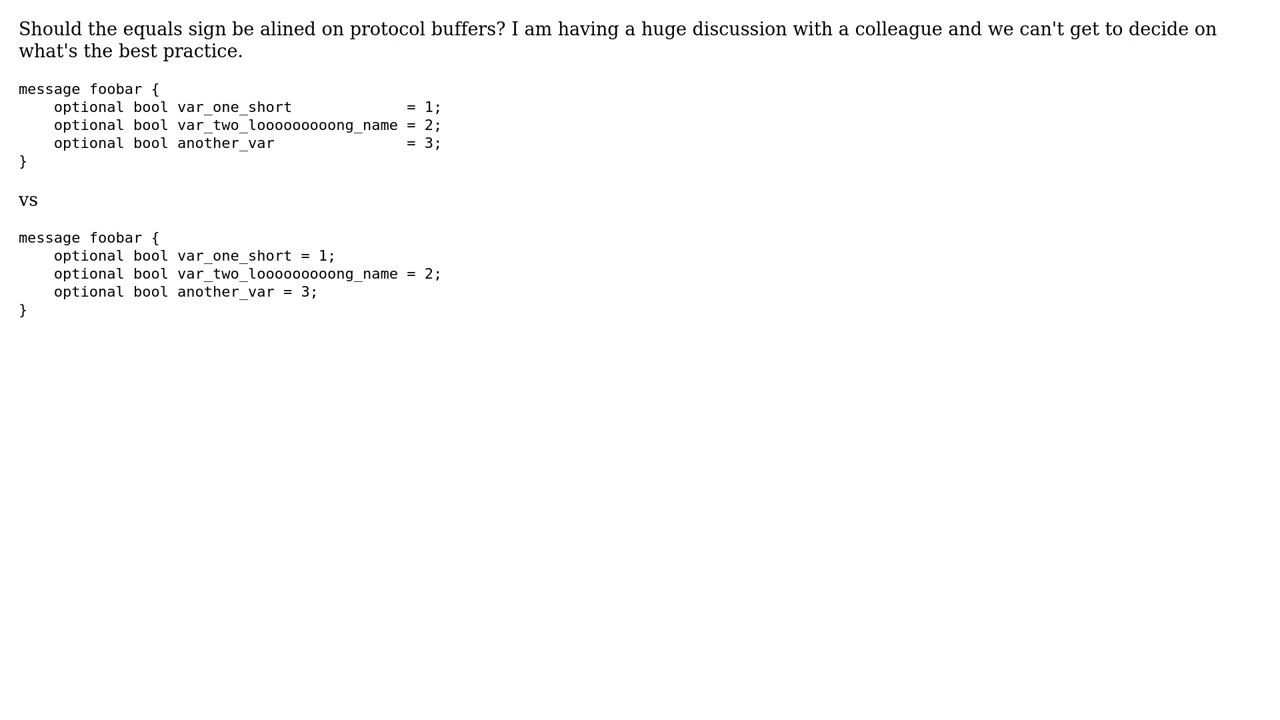 Should the equals sign be alined on protocol buffers? I am having a huge discussion with a colleague and we can't get to decide on
what's the best practice.
message foobar {
    optional bool var_one_short             = 1;
    optional bool var_two_looooooooong_name = 2;
    optional bool another_var               = 3;
}
vs
message foobar {
    optional bool var_one_short = 1;
    optional bool var_two_looooooooong_name = 2;
    optional bool another_var = 3;
}